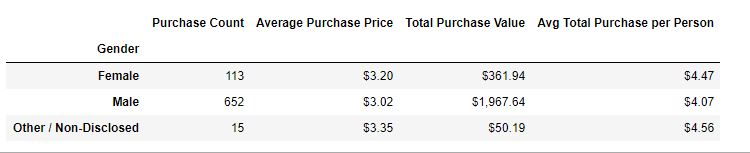 Purchase Count Average Purchase Price Total Purchase Value Avg Total Purchase per Person
Gender
Female 113 $3.20 $361.94 $4.47
Male 652 $3.02 $1,967.64 $4.07
Other / Non-Disclosed 15 $3.35 $50.19 $4.56